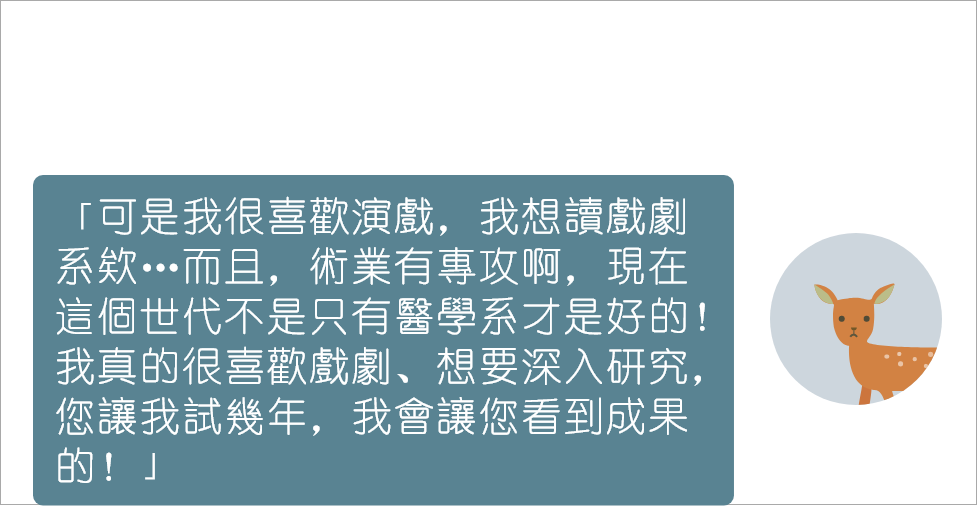 「可是我很喜歡演戲，我想讀戲劇
系欸…而且，術業有專攻啊，現在
這個世代不是只有醫學系才是好的！
我真的很喜歡戲劇、想要深入研究，
您讓我試幾年，我會讓您看到成果
的！」